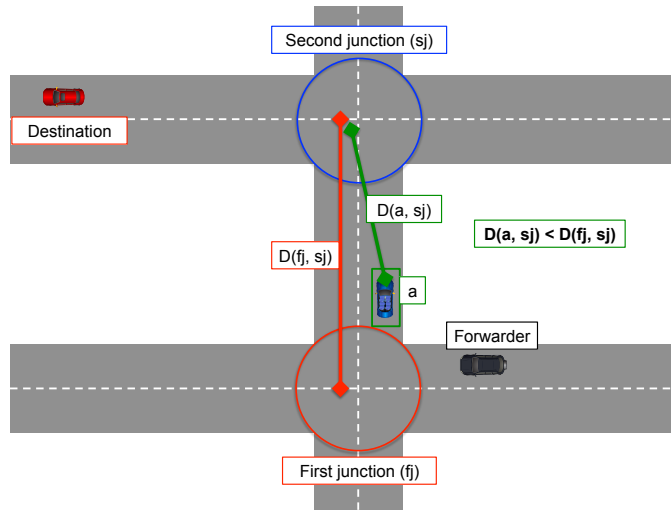 Second junction (sj)
Destination
D(a, sj)
D(a, sj) < D(fj, sj)
D(fj, sj)
a
Forwarder
First junction (fj)